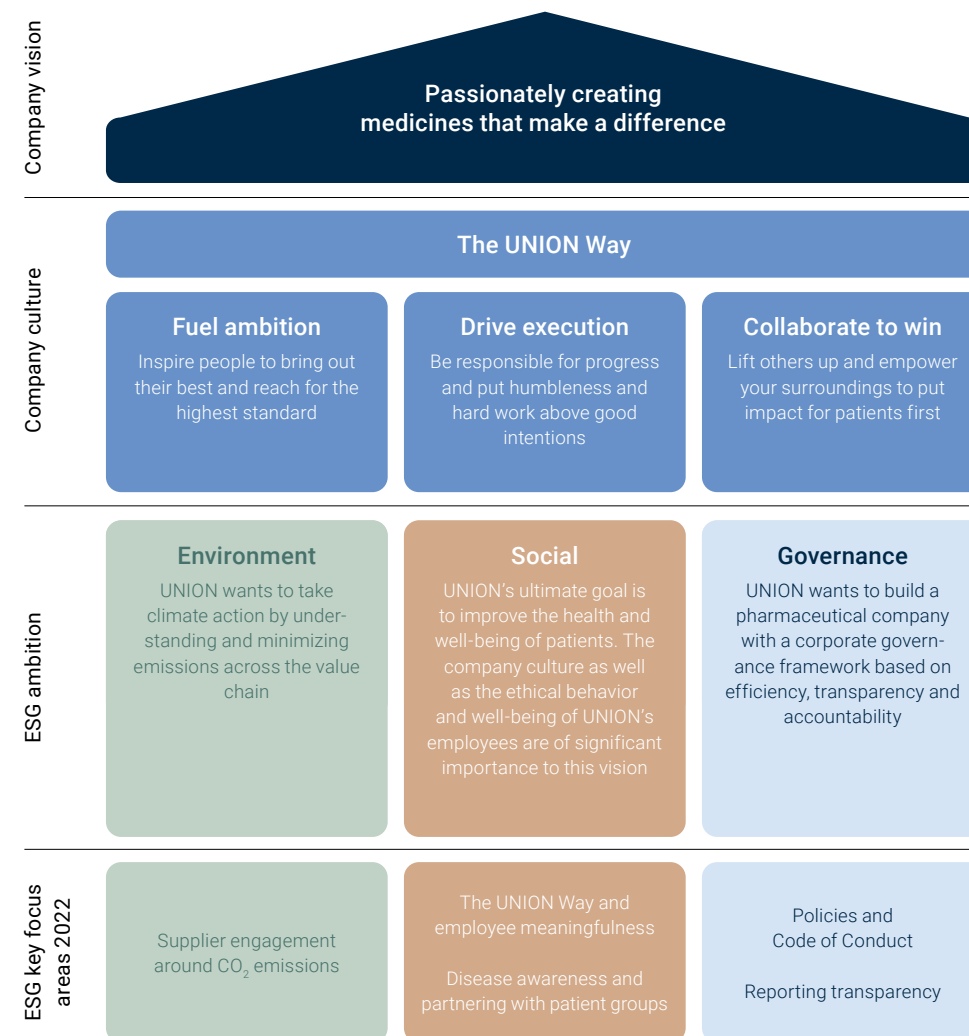 Company vision
Passionately creating
medicines that make a difference
Company culture
The UNION Way
Fuel ambition
Inspire people to bring out
their best and reach for the
highest standard
Drive execution
Be responsible for progress
and put humbleness and
hard work above good
intentions
Collaborate to win
Lift others up and empower
your surroundings to put
impact for patients first
ESG ambition
Environment
UNION wants to take
climate action by under-
standing and minimizing
emissions across the value
chain
Social
UNION’s ultimate goal is
to improve the health and
well-being of patients. The
company culture as well
as the ethical behavior
and well-being of UNION’s
employees are of significant
importance to this vision
Governance
UNION wants to build a
pharmaceutical company
with a corporate govern-
ance framework based on
efficiency, transparency and
accountability
ESG key focus
areas 2022
Supplier engagement
around CO₂ emissions
The UNION Way and
employee meaningfulness
Disease awareness and
partnering with patient groups
Policies and
Code of Conduct
Reporting transparency